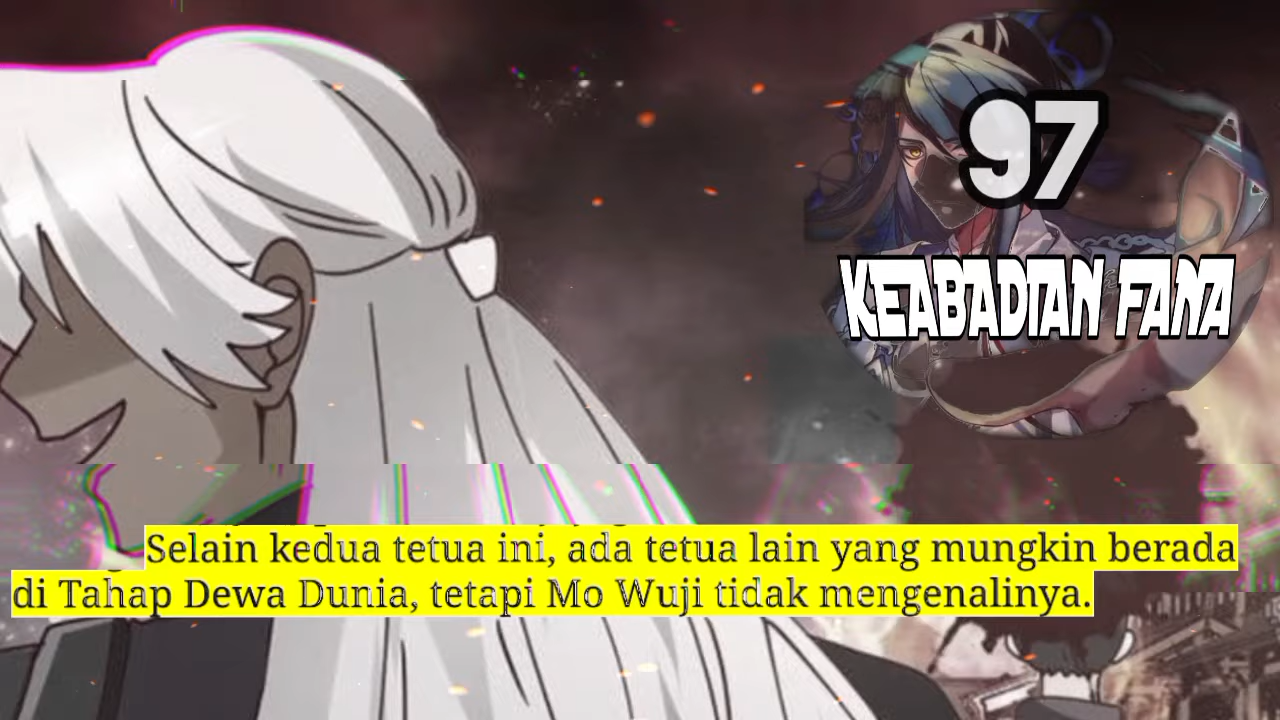 97
KEABADIAN FANA
Selain kedua tetua ini, ada tetua lain yang mungkin berada
di Tahap Dewa Dunia, tetapi Mo Wuji tidak mengenalinya.